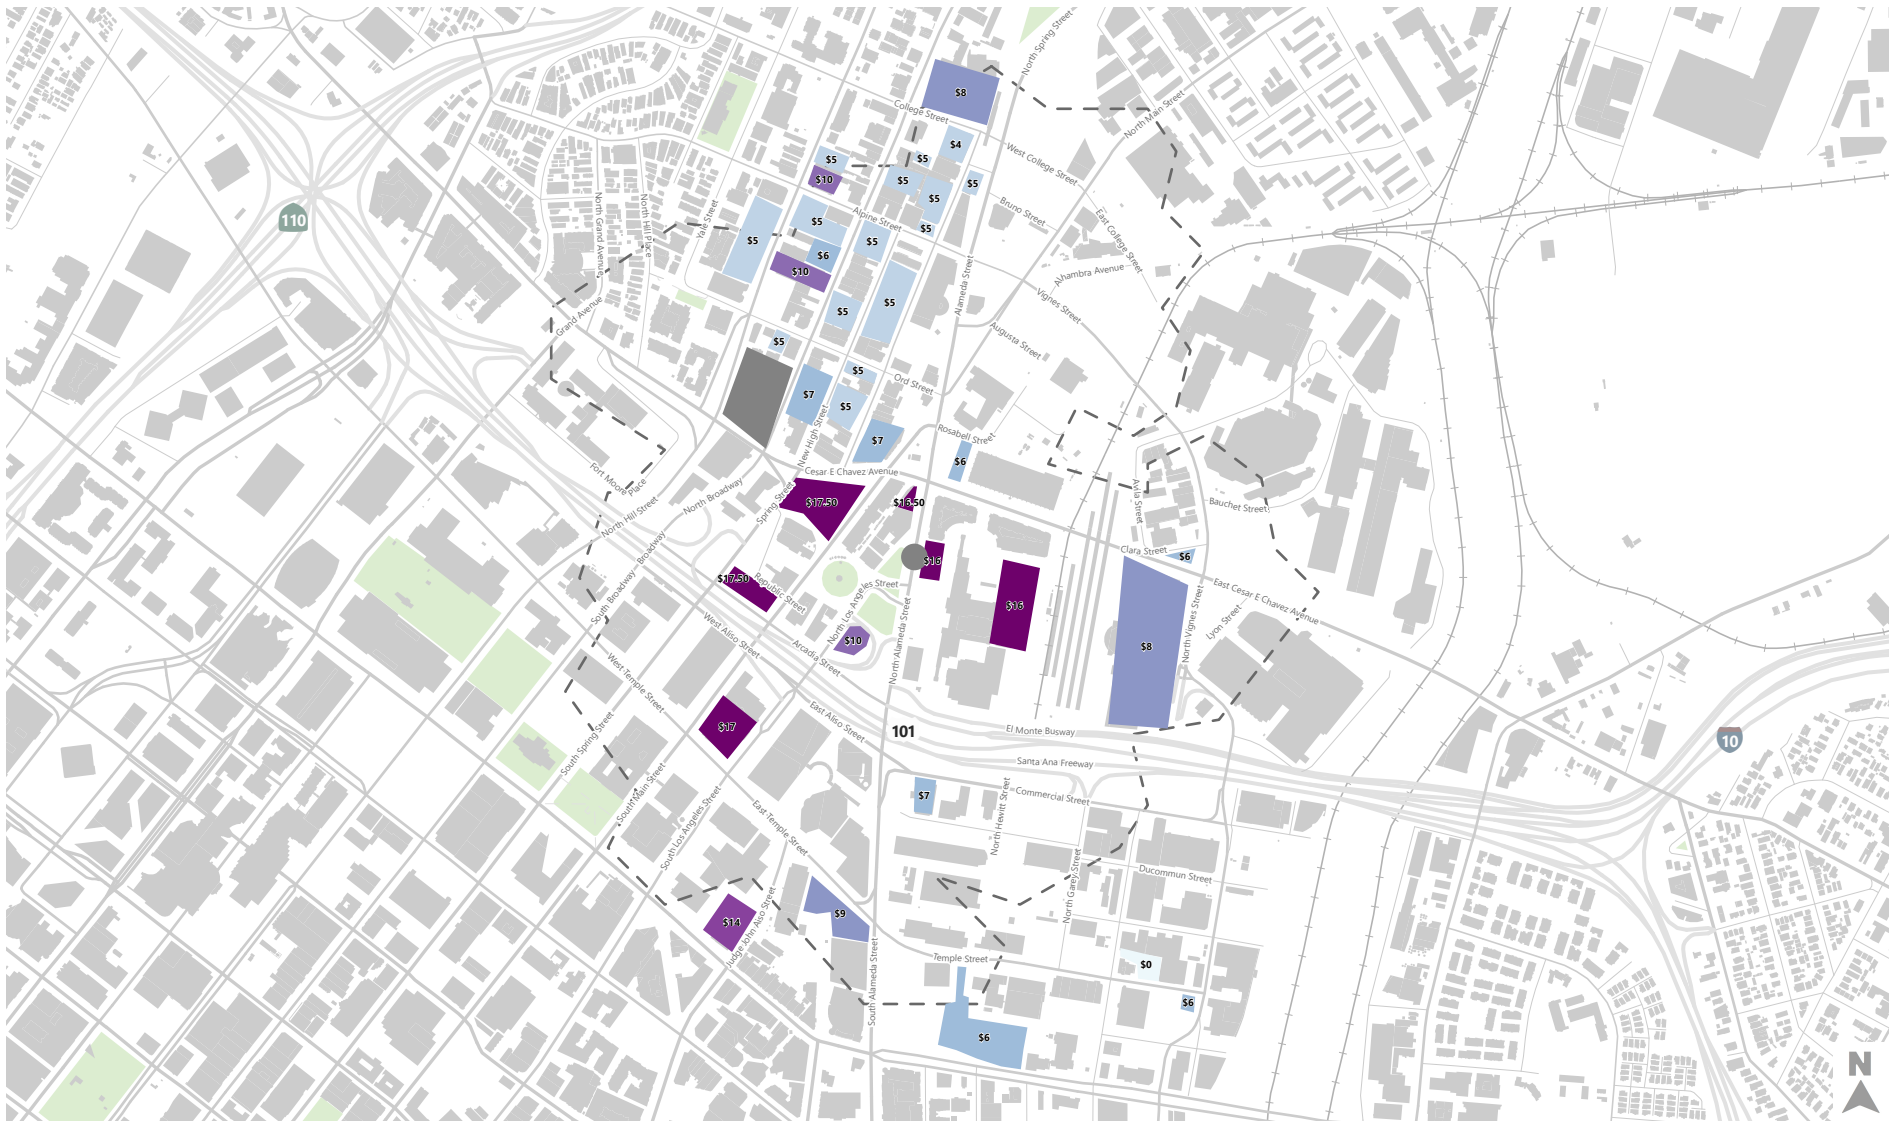 North Spring Street
$8
College Street
North Main Street
$4
West College Street
$5
$5
$10
$5
$5
$5
North Grand Avenue
North Hill Place
Yale Street
$5
Alpine Street
$5
Bruno Street
East College Street
110
$5
$5
$6
$10
Alhambra Avenue
Alameda Street
Vignes Street
$5
$5
Grand Avenue
Augusta Street
$5
$5
Ord Street
$7
$5
New High Street
$7
Rosabell Street
$6
Cesar E Chavez Avenue
Fort Moore Place
North Broadway
Spring Street
$17.50
$16.50
Avila Street
Bauchet Street
North Hill Street
$16
Clara Street
$6
South Broadway
Broadway
$17.50
Republic Street
North Los Angeles Street
East Cesar E Chavez Avenue
$16
Lyon Street
West Aliso Street
$10
Arcadia Street
North Alameda Street
$8
North Vignes Street
West Temple Street
$17
East Aliso Street
101
El Monte Busway
10
South Spring Street
Santa Ana Freeway
South Main Street
South Los Angeles Street
East Temple Street
$7
North Hewitt Street
Commercial Street
Ducommun Street
North Garey Street
$14
Judge John Aiso Street
$9
South Alameda Street
Temple Street
$0
$6
$6
N